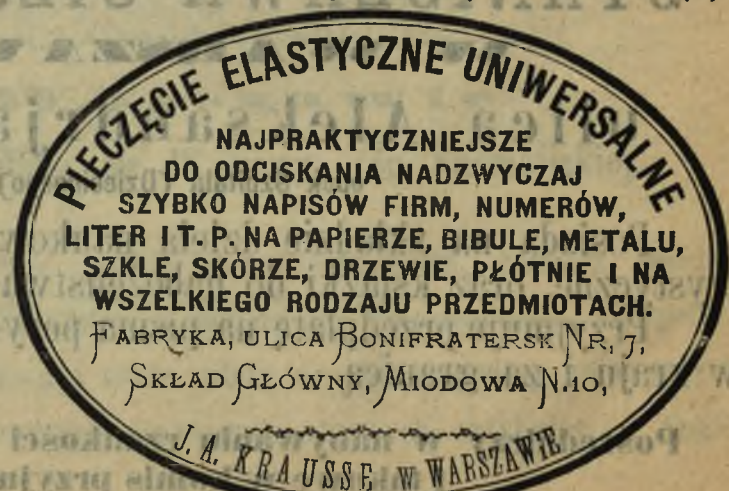 PIECZĘCIE ELASTYCZNE UNIWERSALNE
NAJPRAKTYCZNIEJSZE
DO ODCISKANIA NADZWYCZAJ
SZYBKO NAPISÓW FIRM, NUMERÓW,
LITER I T. P. NA PAPIERZE, BIBULE, METALU,
SZKLE, SKÓRZE, DRZEWIE, PŁÓTNIE I NA
WSZELKIEGO RODZAJU PRZEDMIOTACH.
FABRYKA, ULICA BONIFRATERSK NR, 7,
SKŁAD GŁÓWNY, MIODOWA N.10,
J. A. KRAUSSE W WARSZAWIE